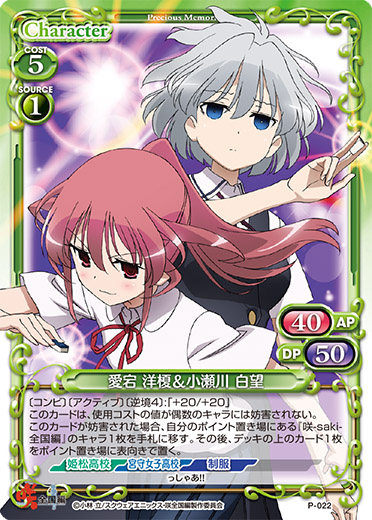 Precious Memories
Character
COST
5
SOURCE
1
40 AP
DP 50
愛宕 洋榎&小瀬川 白望
[コンビ] [アクティブ] [逆境4]:「+20/+20」
このカードは、使用コストの値が偶数のキャラには妨害されない。
このカードが妨害された場合、自分のポイント置き場にある『咲-saki-
全国編』のキャラ1枚を手札に移す。その後、デッキの上のカード1枚
をポイント置き場に表向きで置く。
姫松高校 宮守女子高校 制服
っしゃあ!!
咲 全国編
©小林 立/スクウェアエニックス・咲全国編製作委員会
P-022